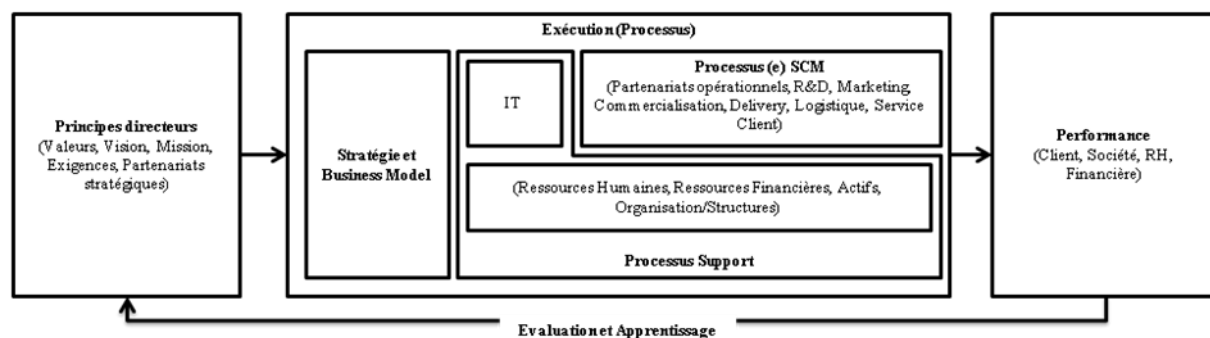 Principes directeurs
(Valeurs, Vision, Mission,
Exigences, Partenariats
stratégiques)
Exécution (Processus)
Stratégie et
Business Model
IT
Processus (e) SCM
(Partenariats opérationnels, R&D, Marketing,
Commercialisation, Delivery, Logistique, Service
Client)
(Ressources Humaines, Ressources Financières, Actifs,
Organisation/Structures)
Processus Support
Performance
(Client, Société, RH,
Financière)
Evaluation et Apprentissage